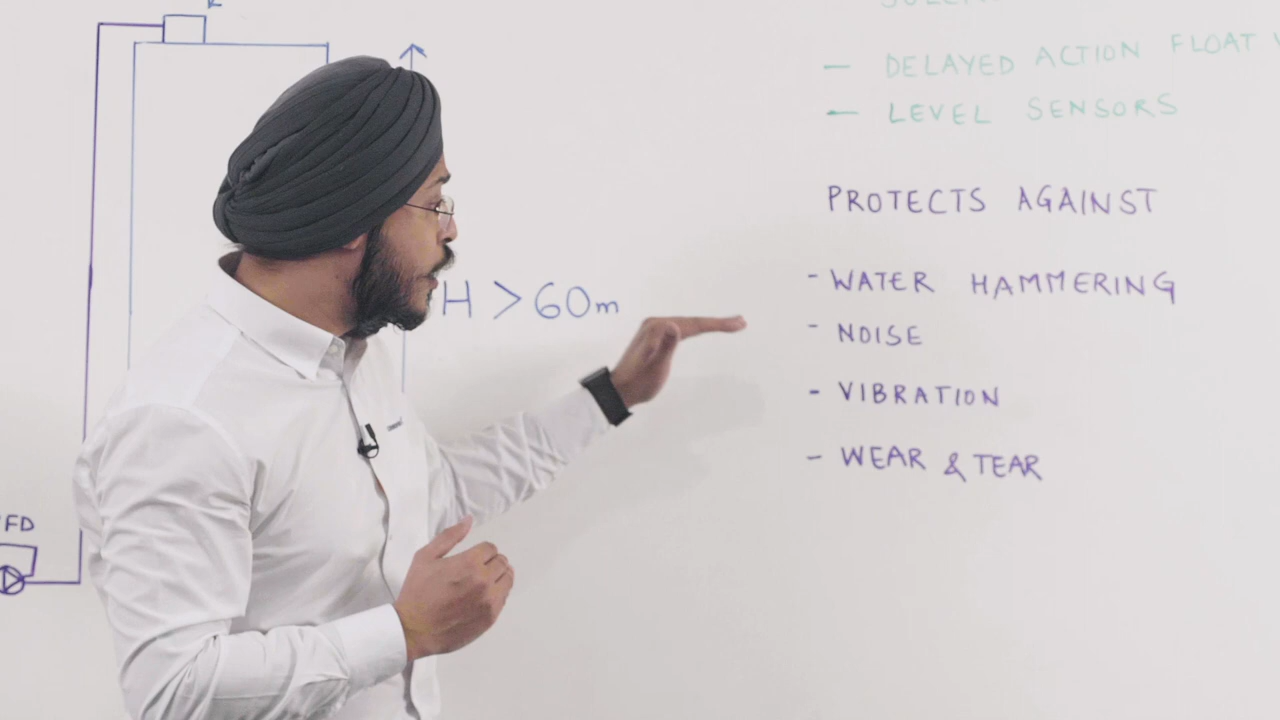 DELAYED ACTION FLOAT
LEVEL SENSORS
PROTECTS AGAINST
- WATER HAMMERING
- NOISE
- VIBRATION
- WEAR & TEAR
H > 60m
FD